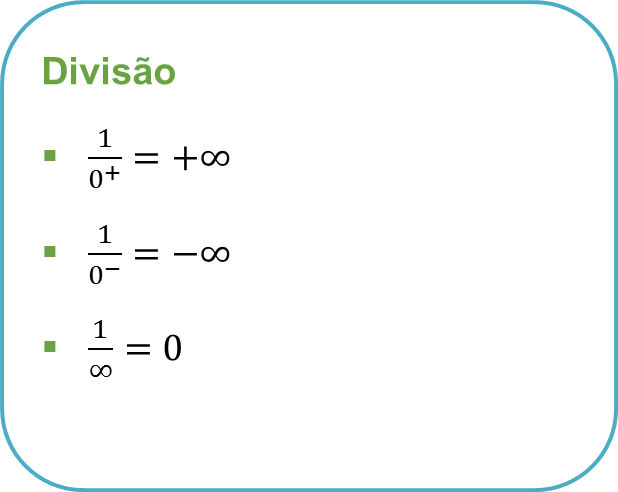 Divisão
▪ 1/0⁺ = +∞
▪ 1/0⁻ = −∞
▪ 1/∞ = 0